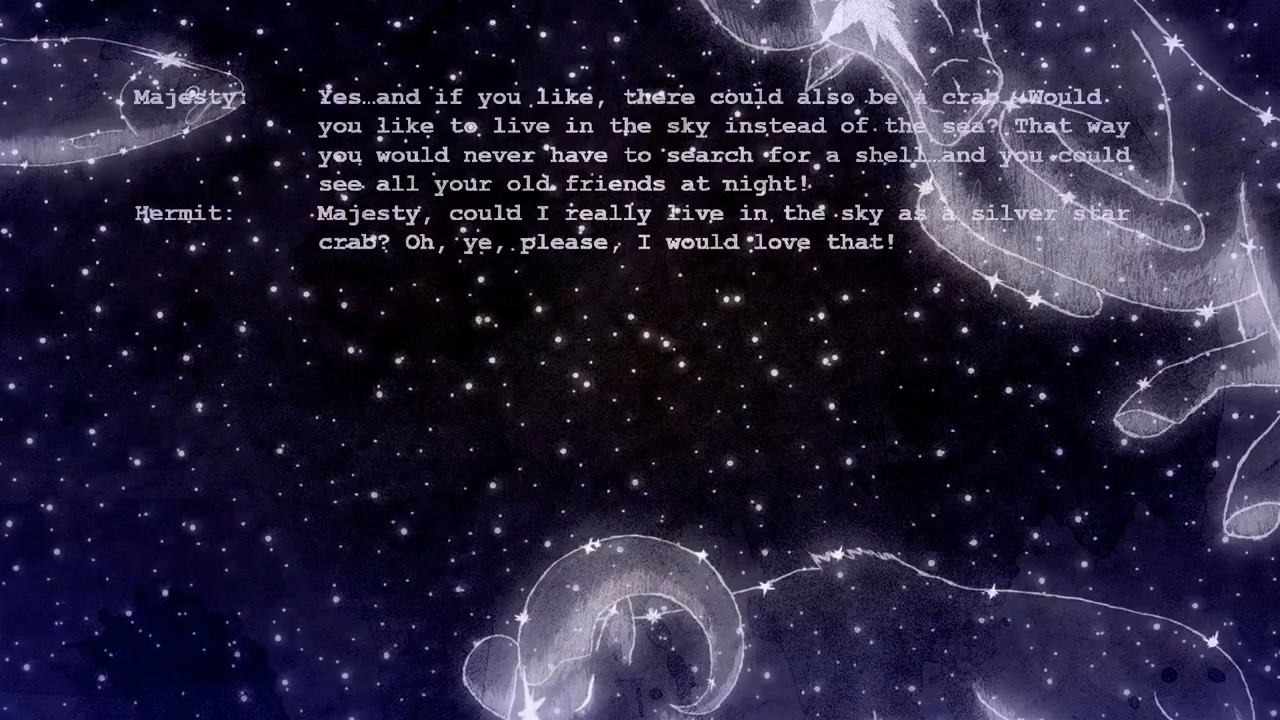 Majesty: Yes…and if you like, there could also be a crab. Would
you like to live in the sky instead of the sea? That way
you would never have to search for a shell…and you could
see all your old friends at night!
Hermit: Majesty, could I really live in the sky as a silver star
crab? Oh, ye, please, I would love that!